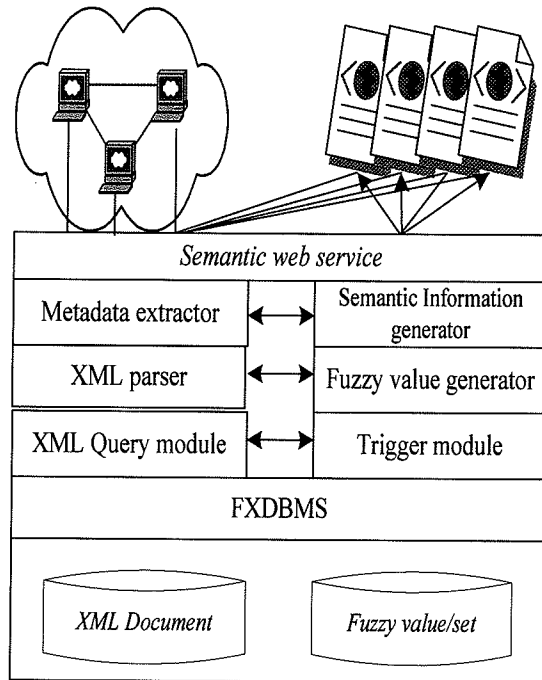 Semantic web service
Metadata extractor
Semantic Information
generator
XML parser
Fuzzy value generator
XML Query module
Trigger module
FXDBMS
XML Document
Fuzzy value/set